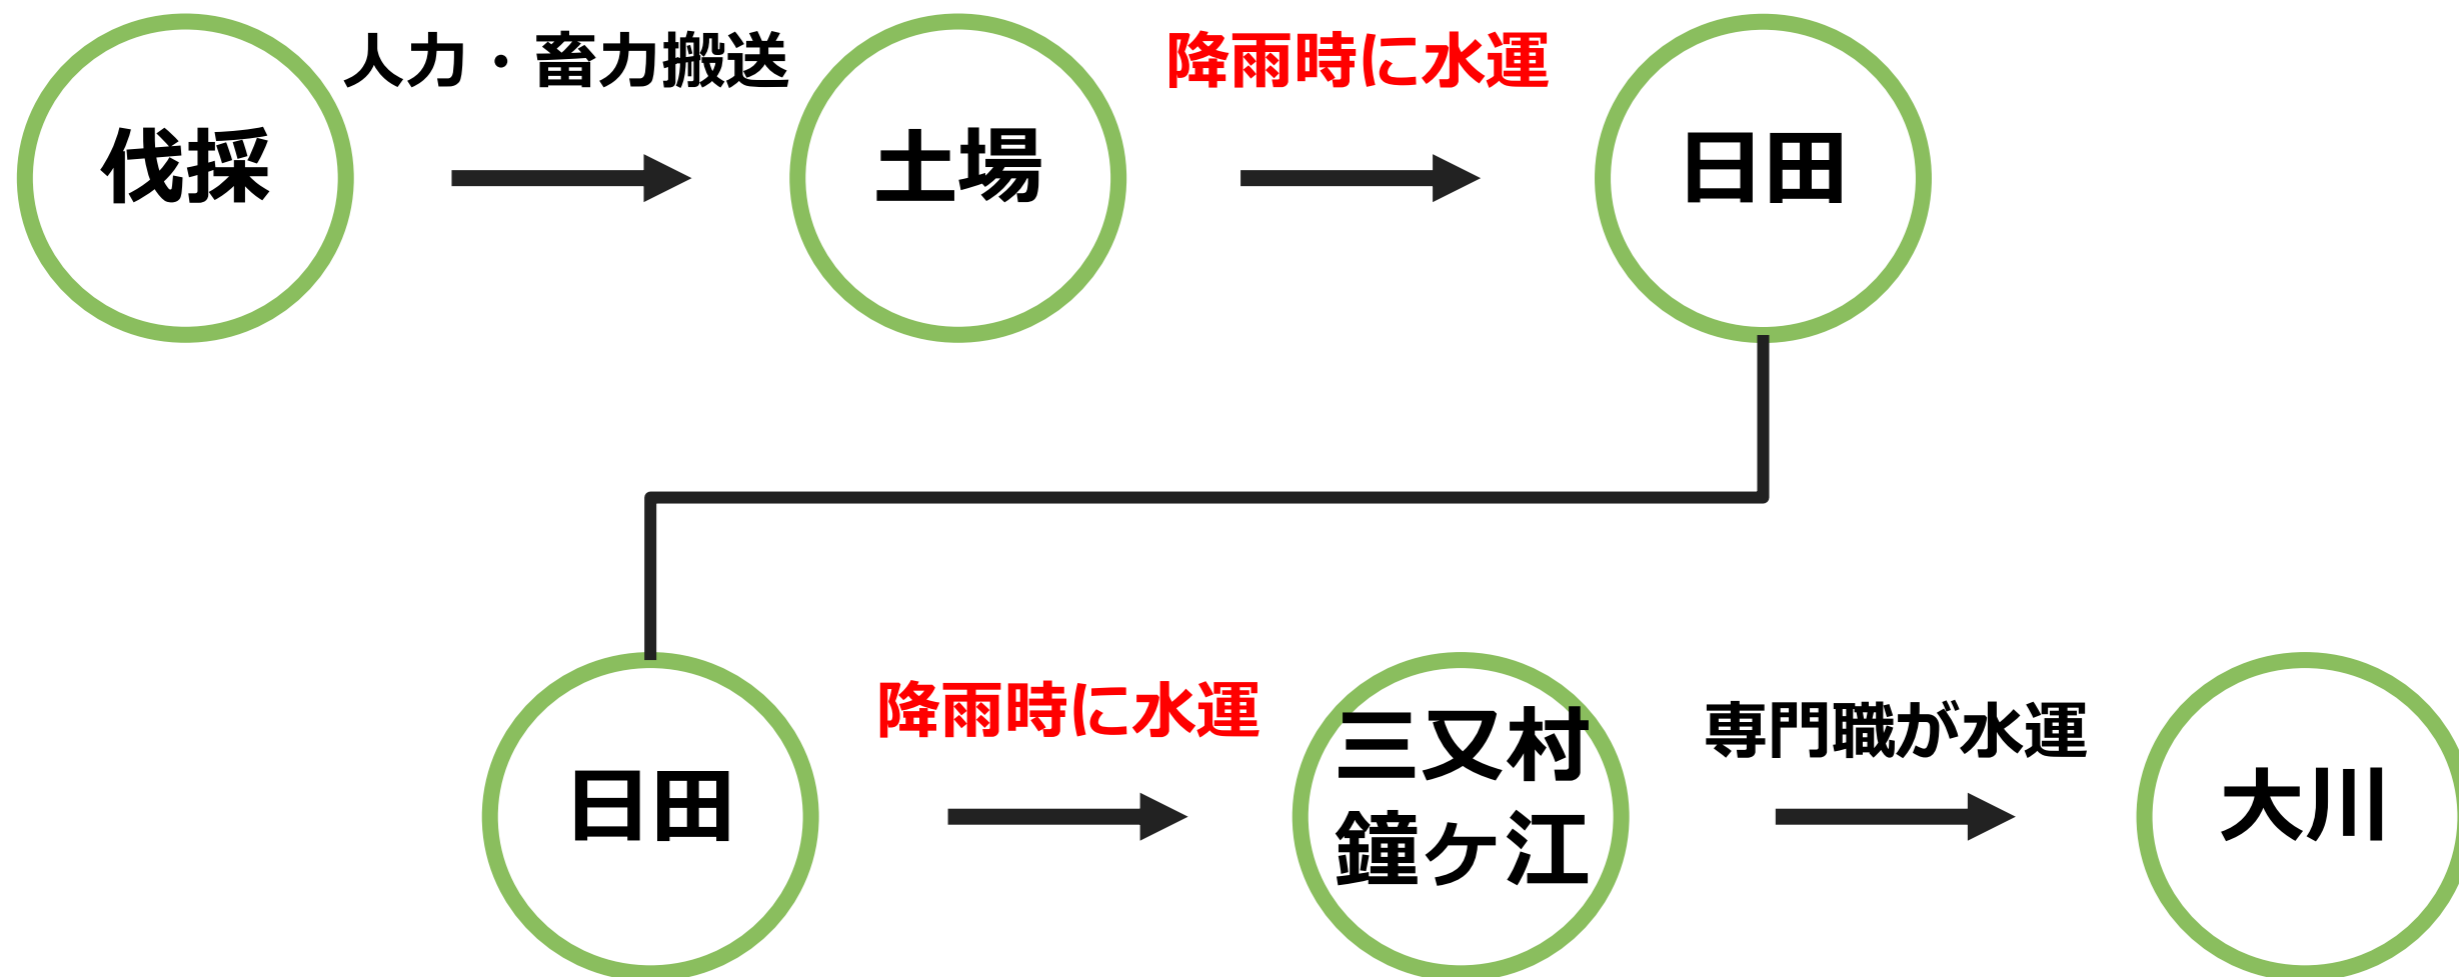 伐採
人力・畜力搬送
土場
降雨時に水運
日田
日田
降雨時に水運
三又村
鐘ヶ江
専門職が水運
大川